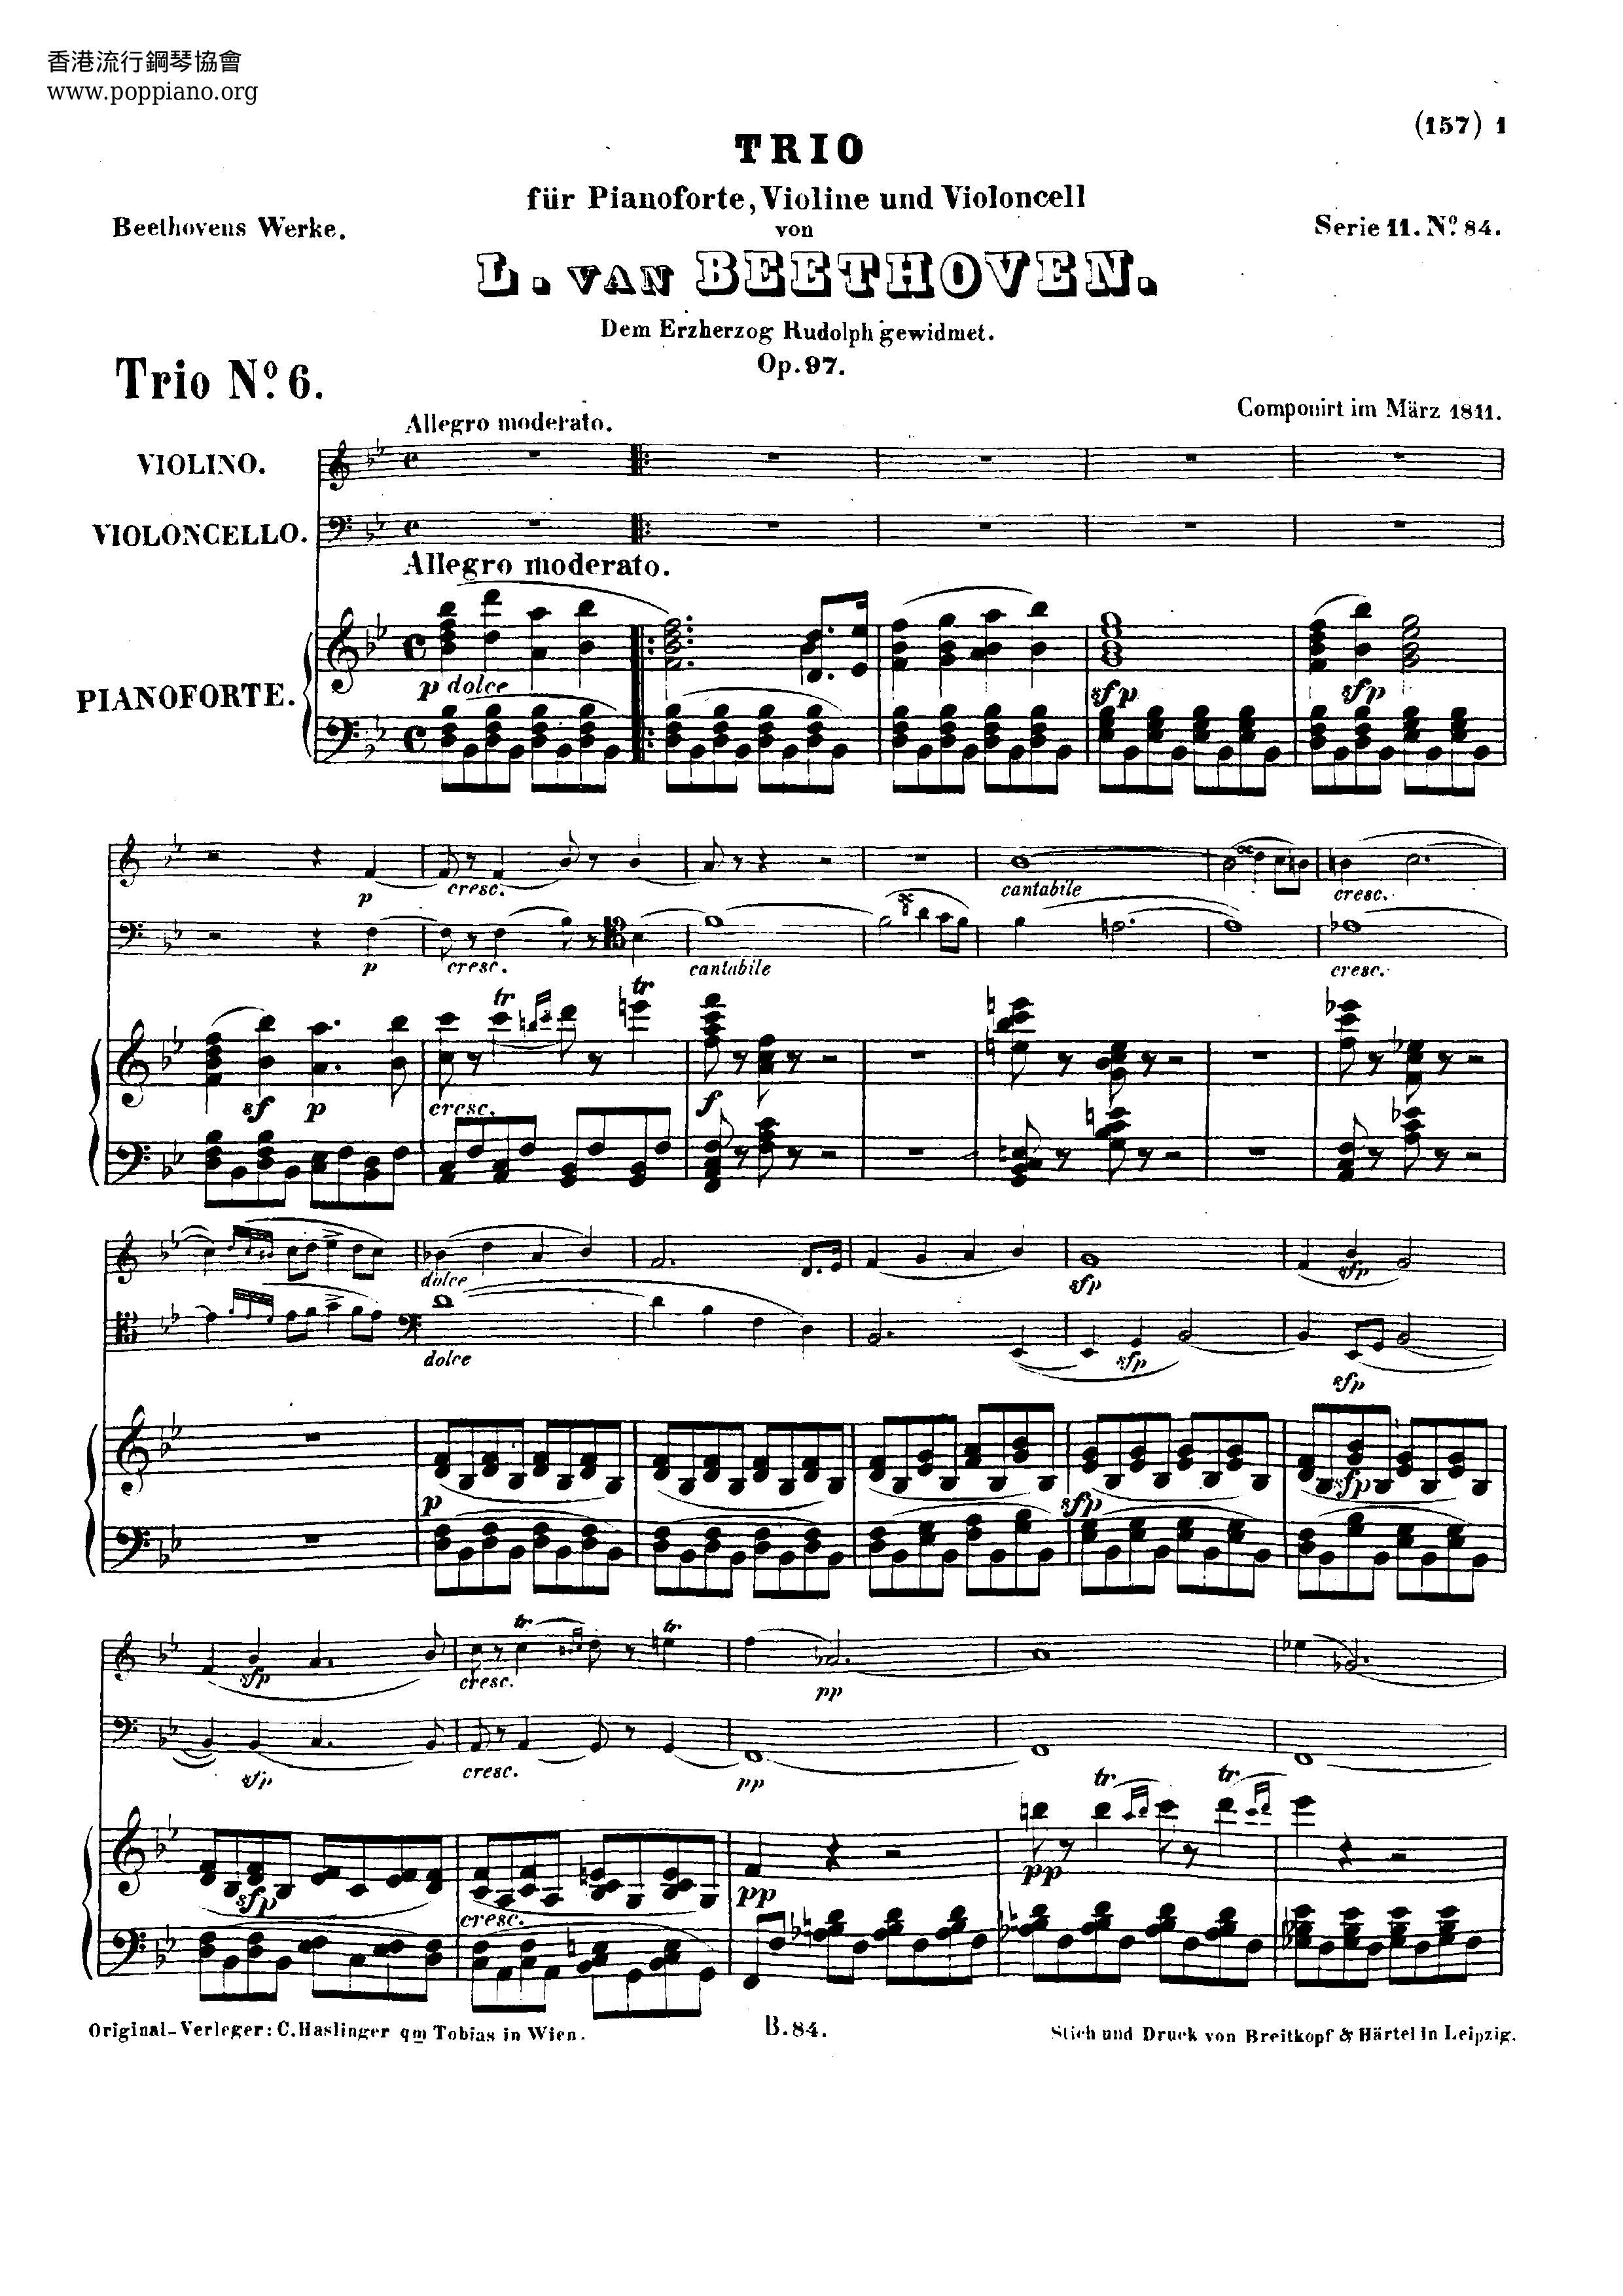 香港流行鋼琴協會
www.poppiano.org
(157) 1
TRIO
für Pianoforte, Violine und Violoncell
Beethovens Werke.
von
Serie 11. Nº. 84.
L. VAN BEETHOVEN.
Dem Erzherzog Rudolph gewidmet.
Op. 97.
Trio Nº. 6.
Componirt im März 1811.
Allegro moderato.
VIOLINO.
VIOLONCELLO.
Allegro moderato.
p dolce
PIANOFORTE.
sfp sfp
p cresc. cantabile cresc.
p cresc. cantabile cresc.
tr tr
sf p cresc. f
dolce sfp sfp
dolce sfp sfp
p sfp sfp
tr. tr.
sfp cresc. pp
sfp cresc. pp
tr. tr.
sfp cresc. pp pp
Original-Verleger: C. Haslinger qm Tobias in Wien.
B. 84.
Stich und Druck von Breitkopf & Härtel in Leipzig.